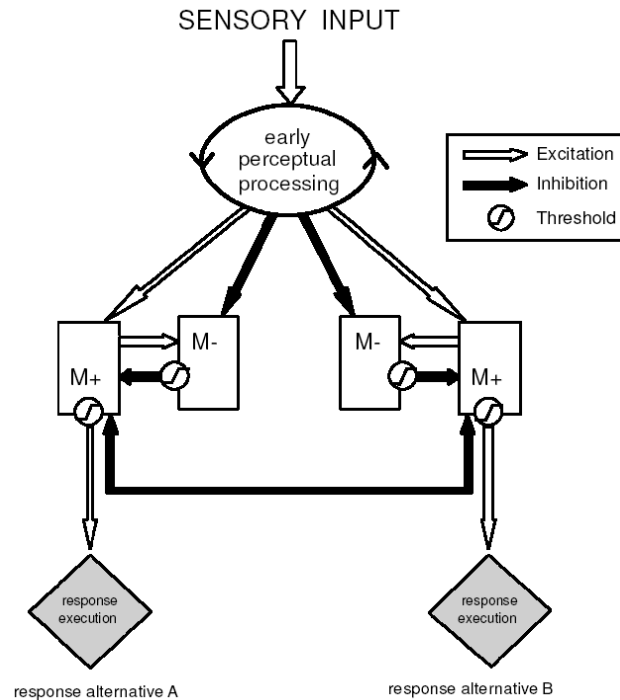 SENSORY INPUT
early
perceptual
processing
Excitation
Inhibition
Threshold
M+
M-
M-
M+
response
execution
response
execution
response alternative A
response alternative B